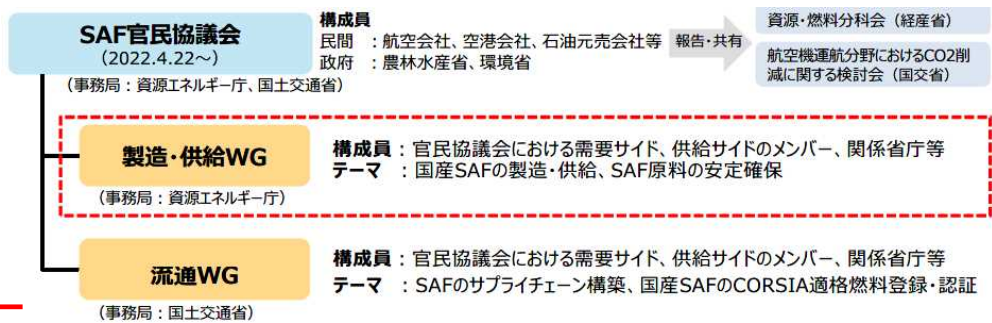 SAF官民協議会
(2022.4.22～)
(事務局：資源エネルギー庁、国土交通省)
構成員
民間 ：航空会社、空港会社、石油元売会社等
政府 ：農林水産省、環境省
報告・共有
資源・燃料分科会（経産省）
航空機運航分野におけるCO2削
減に関する検討会（国交省）
製造・供給WG
(事務局：資源エネルギー庁)
構成員：官民協議会における需要サイド、供給サイドのメンバー、関係省庁等
テーマ ：国産SAFの製造・供給、SAF原料の安定確保
流通WG
(事務局：国土交通省)
構成員：官民協議会における需要サイド、供給サイドのメンバー、関係省庁等
テーマ ：SAFのサプライチェーン構築、国産SAFのCORSIA適格燃料登録・認証